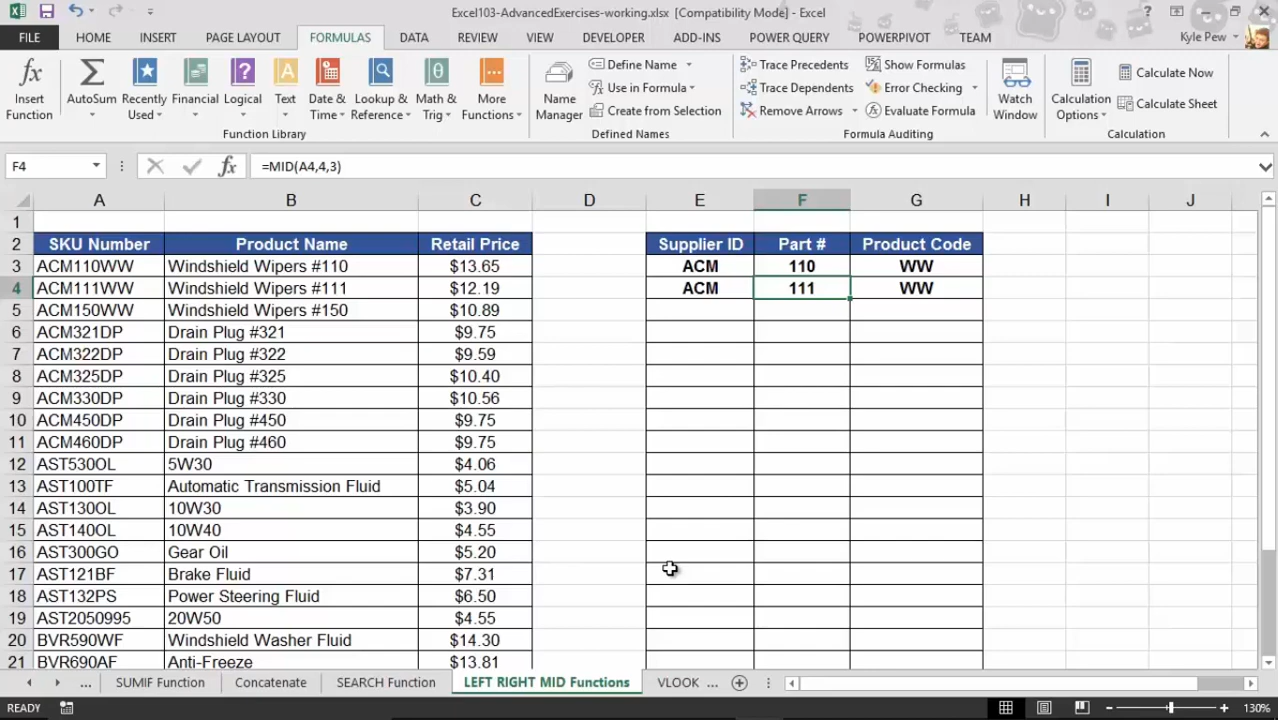 Excel103-AdvancedExercises-working.xlsx [Compatibility Mode] - Excel
FILE HOME INSERT PAGE LAYOUT FORMULAS DATA REVIEW VIEW DEVELOPER ADD-INS POWER QUERY POWERPIVOT TEAM Kyle Pew
Insert Function
AutoSum
Recently Used
Financial
Logical
Text
Date & Time
Lookup & Reference
Math & Trig
More Functions
Function Library
Name Manager
Define Name
Use in Formula
Create from Selection
Defined Names
Trace Precedents
Trace Dependents
Remove Arrows
Show Formulas
Error Checking
Evaluate Formula
Formula Auditing
Watch Window
Calculation Options
Calculate Now
Calculate Sheet
Calculation
F4 fx =MID(A4,4,3)
A B C D E F G H I J
1
2 SKU Number Product Name Retail Price Supplier ID Part # Product Code
3 ACM110WW Windshield Wipers #110 $13.65 ACM 110 WW
4 ACM111WW Windshield Wipers #111 $12.19 ACM 111 WW
5 ACM150WW Windshield Wipers #150 $10.89
6 ACM321DP Drain Plug #321 $9.75
7 ACM322DP Drain Plug #322 $9.59
8 ACM325DP Drain Plug #325 $10.40
9 ACM330DP Drain Plug #330 $10.56
10 ACM450DP Drain Plug #450 $9.75
11 ACM460DP Drain Plug #460 $9.75
12 AST530OL 5W30 $4.06
13 AST100TF Automatic Transmission Fluid $5.04
14 AST130OL 10W30 $3.90
15 AST140OL 10W40 $4.55
16 AST300GO Gear Oil $5.20
17 AST121BF Brake Fluid $7.31
18 AST132PS Power Steering Fluid $6.50
19 AST2050995 20W50 $4.55
20 BVR590WF Windshield Washer Fluid $14.30
21 BVR690AF Anti-Freeze $13.81
... SUMIF Function Concatenate SEARCH Function LEFT RIGHT MID Functions VLOOK ...
READY 130%